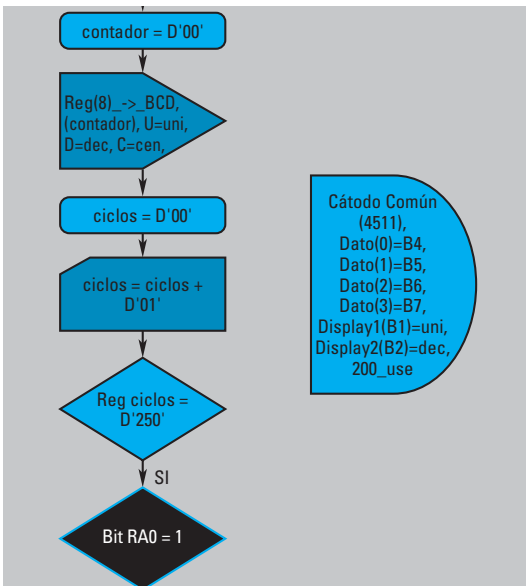 contador = D'00'
Reg(8)_->_BCD,
(contador), U=uni,
D=dec, C=cen,
ciclos = D'00'
ciclos = ciclos +
D'01'
Reg ciclos =
D'250'
SI
Bit RA0 = 1
Cátodo Común
(4511),
Dato(0)=B4,
Dato(1)=B5,
Dato(2)=B6,
Dato(3)=B7,
Display1(B1)=uni,
Display2(B2)=dec,
200_use